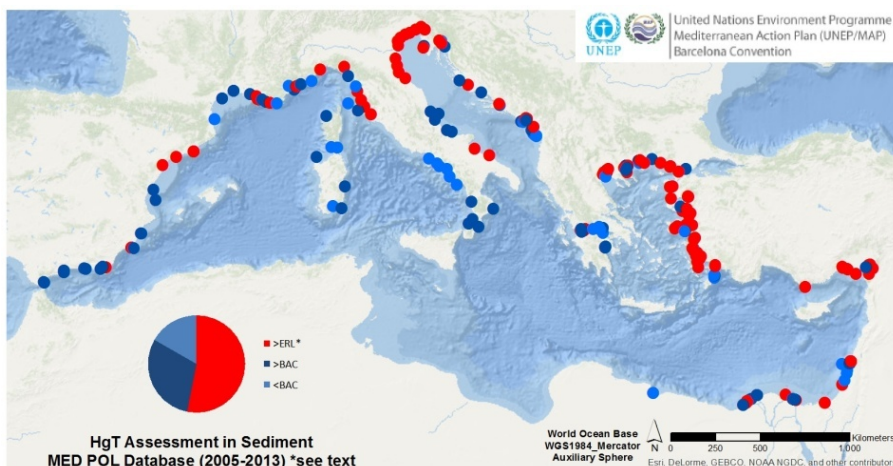 United Nations Environment Programme
Mediterranean Action Plan (UNEP/MAP)
Barcelona Convention
UNEP
>ERL*
>BAC
<BAC
HgT Assessment in Sediment
MED POL Database (2005-2013) *see text
World Ocean Base
WGS1984_Mercator
Auxiliary Sphere
Kilometers
0 250 500 1,000
Esri, DeLorme, GEBCO, NOAA NGDC, and other contributor